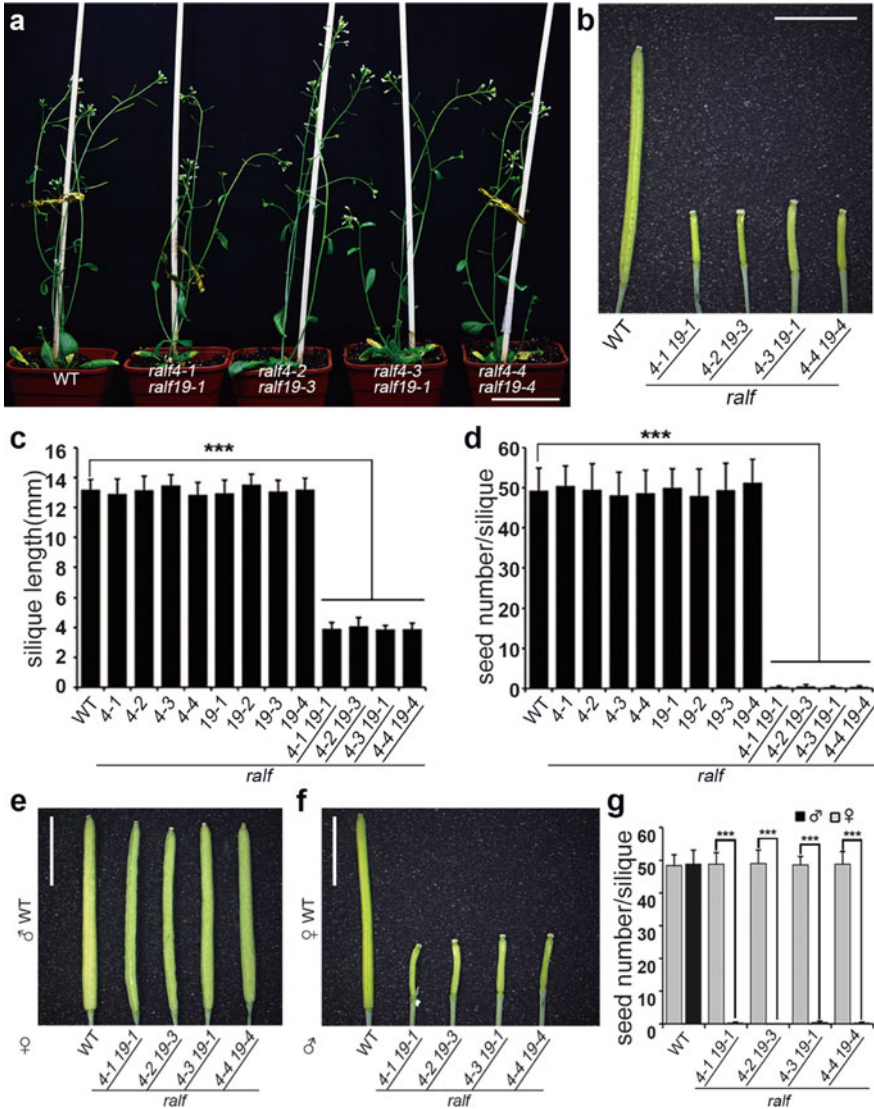 a
WT
ralf4-1
ralf19-1
ralf4-2
ralf19-3
ralf4-3
ralf19-1
ralf4-4
ralf19-4
b
WT
4-1 19-1
4-2 19-3
4-3 19-1
4-4 19-4
ralf
c
***
silique length(mm)
16
14
12
10
8
6
4
2
0
WT
4-1
4-2
4-3
4-4
19-1
19-2
19-3
19-4
4-1 19-1
4-2 19-3
4-3 19-1
4-4 19-4
ralf
d
***
seed number/silique
60
50
40
30
20
10
0
WT
4-1
4-2
4-3
4-4
19-1
19-2
19-3
19-4
4-1 19-1
4-2 19-3
4-3 19-1
4-4 19-4
ralf
e
♂ WT
♀
WT
4-1 19-1
4-2 19-3
4-3 19-1
4-4 19-4
ralf
f
♀ WT
♂
WT
4-1 19-1
4-2 19-3
4-3 19-1
4-4 19-4
ralf
g
♂ ♀
*** *** *** ***
seed number/silique
60
50
40
30
20
10
0
WT
4-1 19-1
4-2 19-3
4-3 19-1
4-4 19-4
ralf